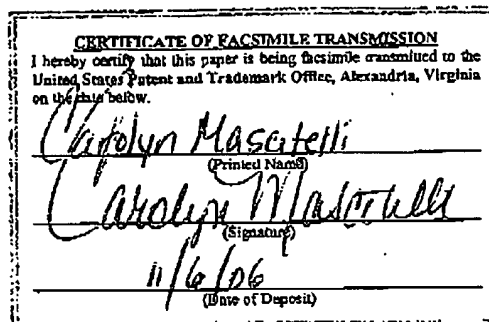 CERTIFICATE OF FACSIMILE TRANSMISSION
I hereby certify that this paper is being facsimile transmitted to the
United States Patent and Trademark Office, Alexandria, Virginia
on the date below.
Carolyn Mascatelli
(Printed Name)
Carolyn Mascatelli
(Signature)
11/6/06
(Date of Deposit)